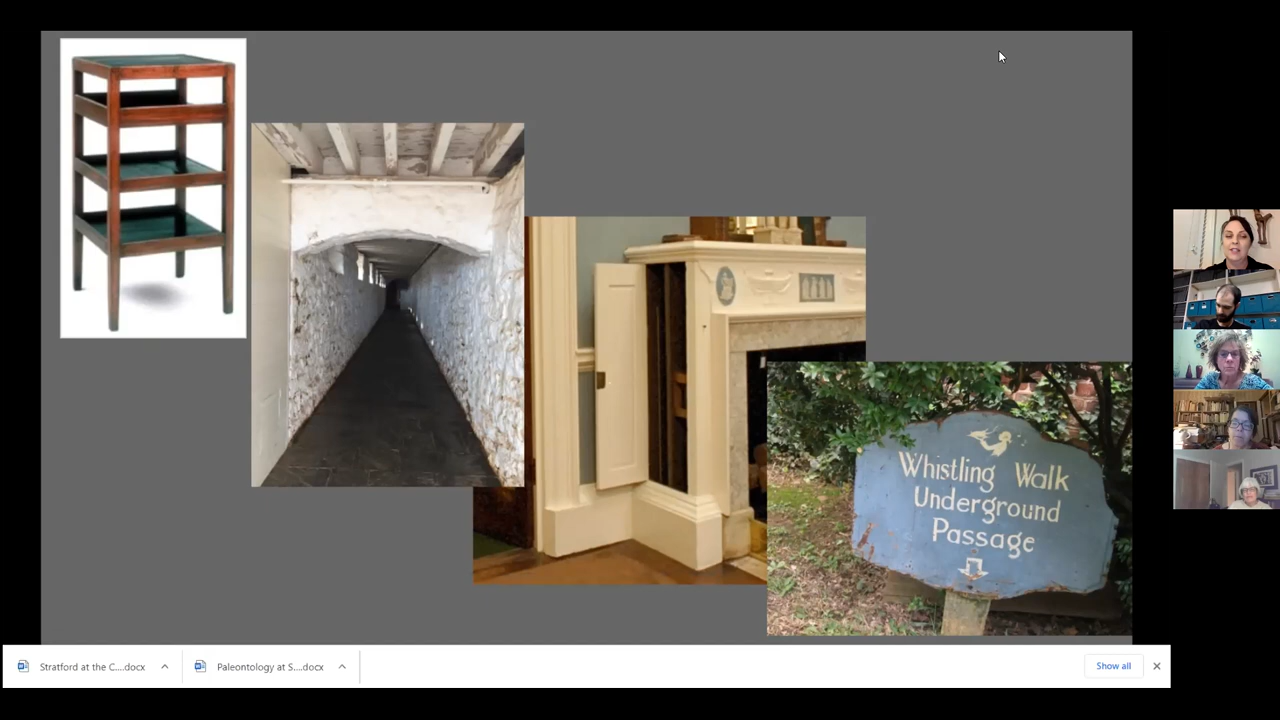 Whistling Walk
Underground
Passage
Stratford at the C....docx
Paleontology at S....docx
Show all